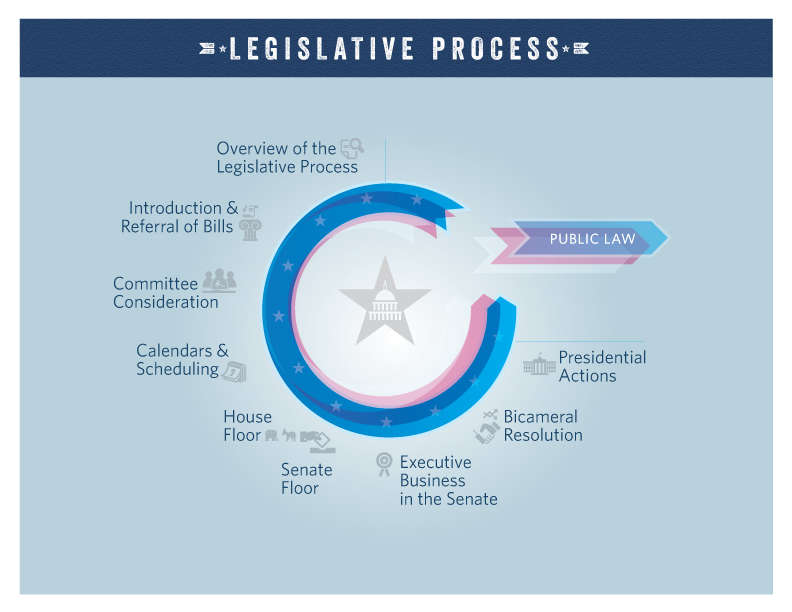 LEGISLATIVE PROCESS
Overview of the
Legislative Process
Introduction &
Referral of Bills
Committee
Consideration
Calendars &
Scheduling
7
House
Floor
Senate
Floor
Executive
Business
in the Senate
Bicameral
Resolution
Presidential
Actions
PUBLIC LAW